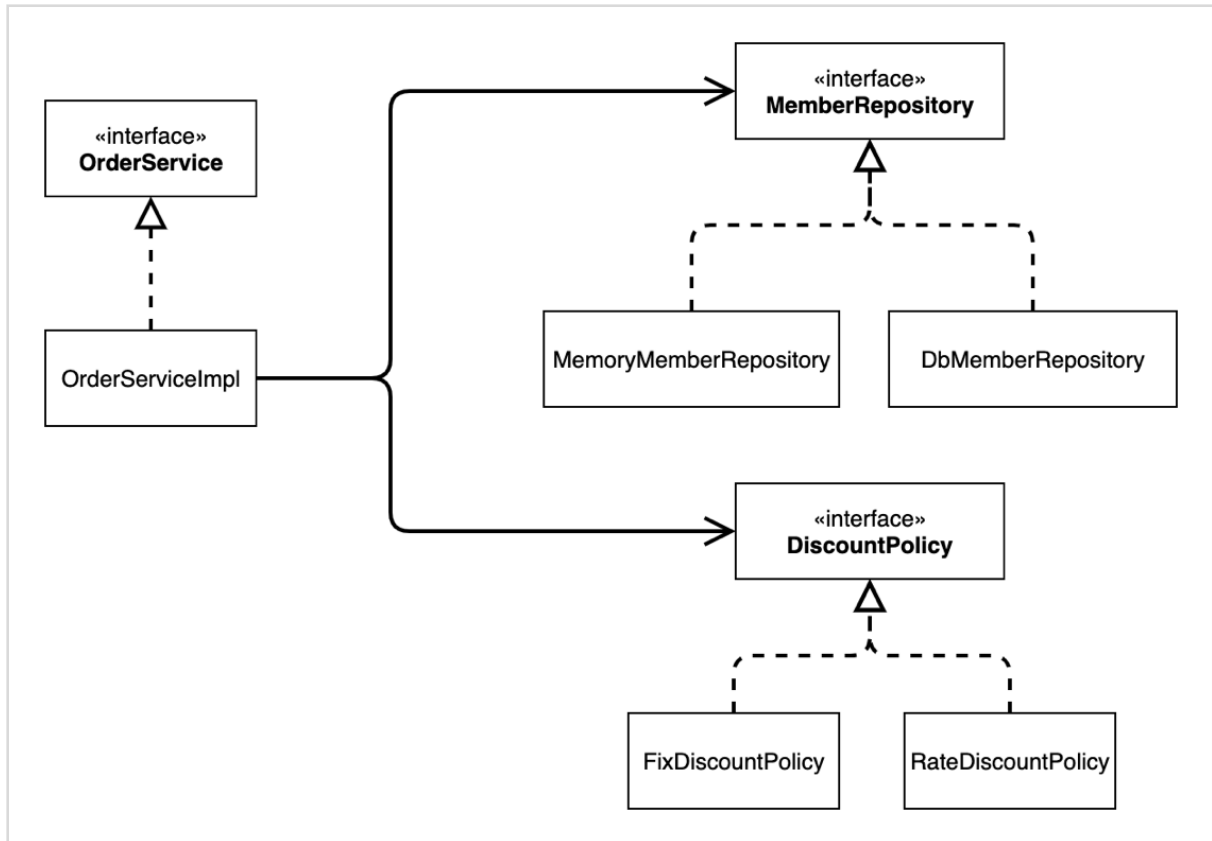 «interface»
MemberRepository
«interface»
OrderService
MemoryMemberRepository
DbMemberRepository
OrderServiceImpl
«interface»
DiscountPolicy
FixDiscountPolicy
RateDiscountPolicy